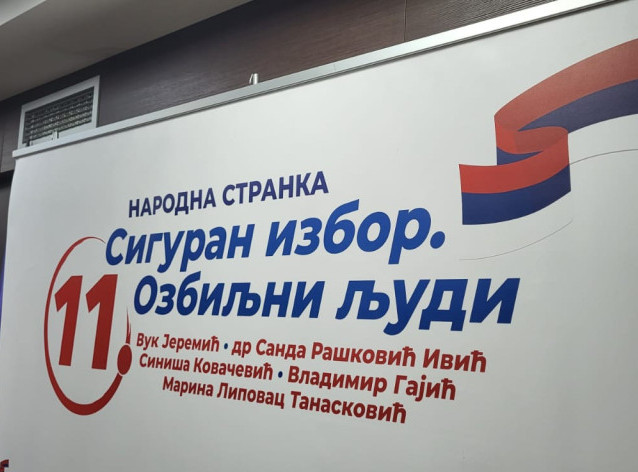 НАРОДНА СТРАНКА
11
Сигуран избор.
Озбиљни људи
Вук Јеремић • др Санда Рашковић Ивић
Синиша Ковачевић • Владимир Гајић
Марина Липовац Танасковић